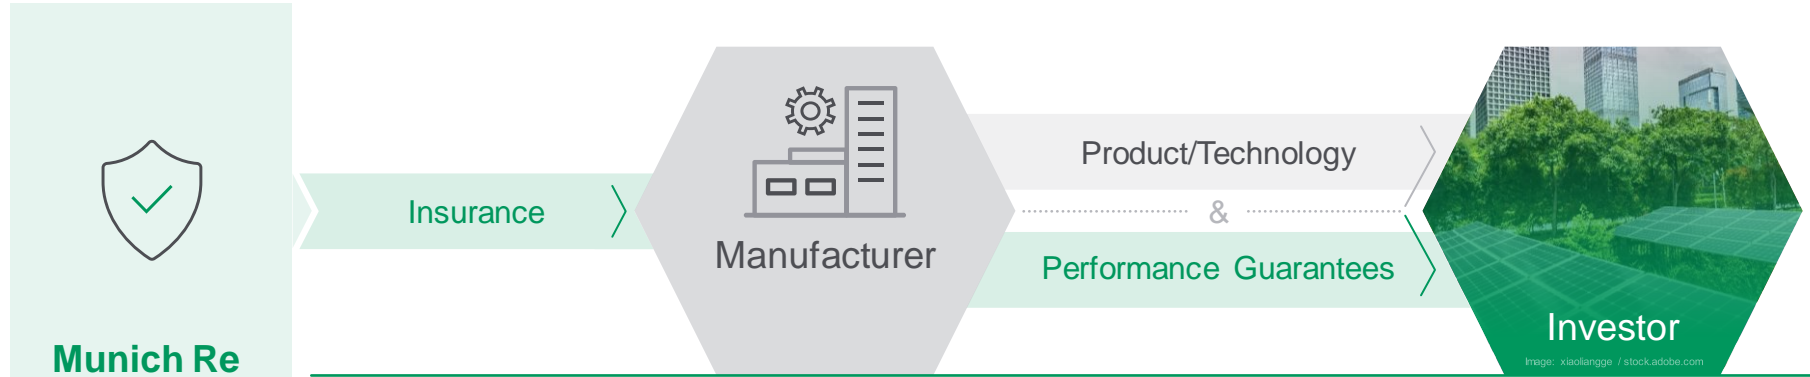 Munich Re
Insurance
Manufacturer
Product/Technology
&
Performance Guarantees
Investor
Image: xiaoliangge / stock.adobe.com